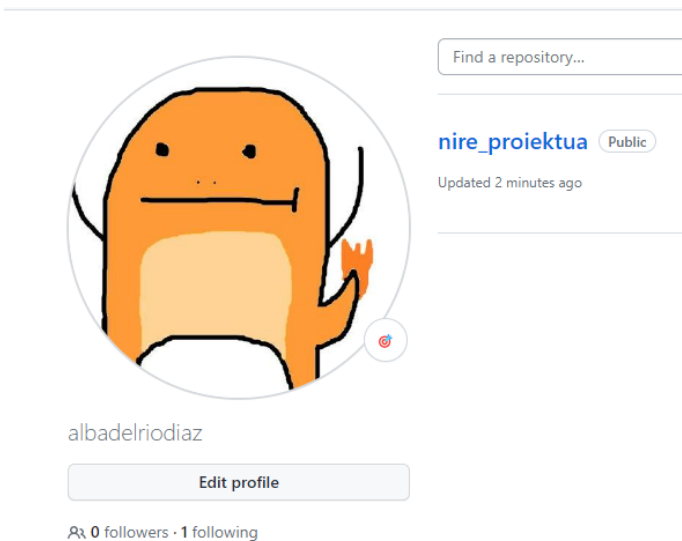 Find a repository...
nire_proiektua Public
Updated 2 minutes ago
albadelriodiaz
Edit profile
0 followers · 1 following